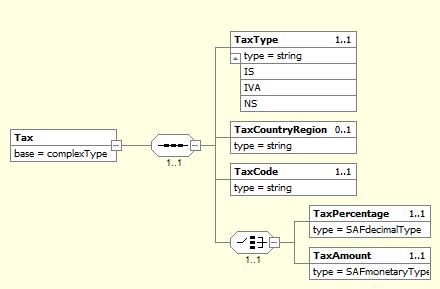 TaxType 1..1
type = string
IS
IVA
NS
TaxCountryRegion 0..1
type = string
Tax
base = complexType
1..1
TaxCode 1..1
type = string
TaxPercentage 1..1
type = SAFdecimalType
1..1
TaxAmount 1..1
type = SAFmonetaryType